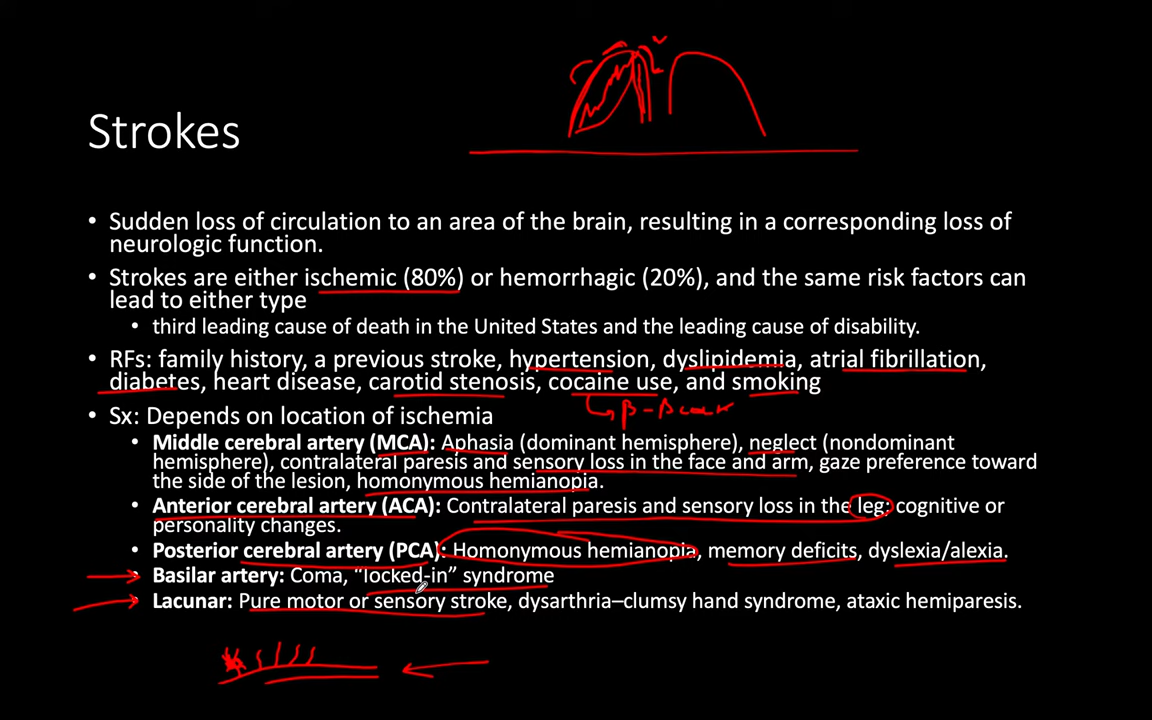 Strokes
• Sudden loss of circulation to an area of the brain, resulting in a corresponding loss of
neurologic function.
• Strokes are either ischemic (80%) or hemorrhagic (20%), and the same risk factors can
lead to either type
• third leading cause of death in the United States and the leading cause of disability.
• RFs: family history, a previous stroke, hypertension, dyslipidemia, atrial fibrillation,
diabetes, heart disease, carotid stenosis, cocaine use, and smoking
• Sx: Depends on location of ischemia
• Middle cerebral artery (MCA): Aphasia (dominant hemisphere), neglect (nondominant
hemisphere), contralateral paresis and sensory loss in the face and arm, gaze preference toward
the side of the lesion, homonymous hemianopia.
• Anterior cerebral artery (ACA): Contralateral paresis and sensory loss in the leg: cognitive or
personality changes.
• Posterior cerebral artery (PCA): Homonymous hemianopia, memory deficits, dyslexia/alexia.
• Basilar artery: Coma, “locked-in” syndrome
• Lacunar: Pure motor or sensory stroke, dysarthria–clumsy hand syndrome, ataxic hemiparesis.